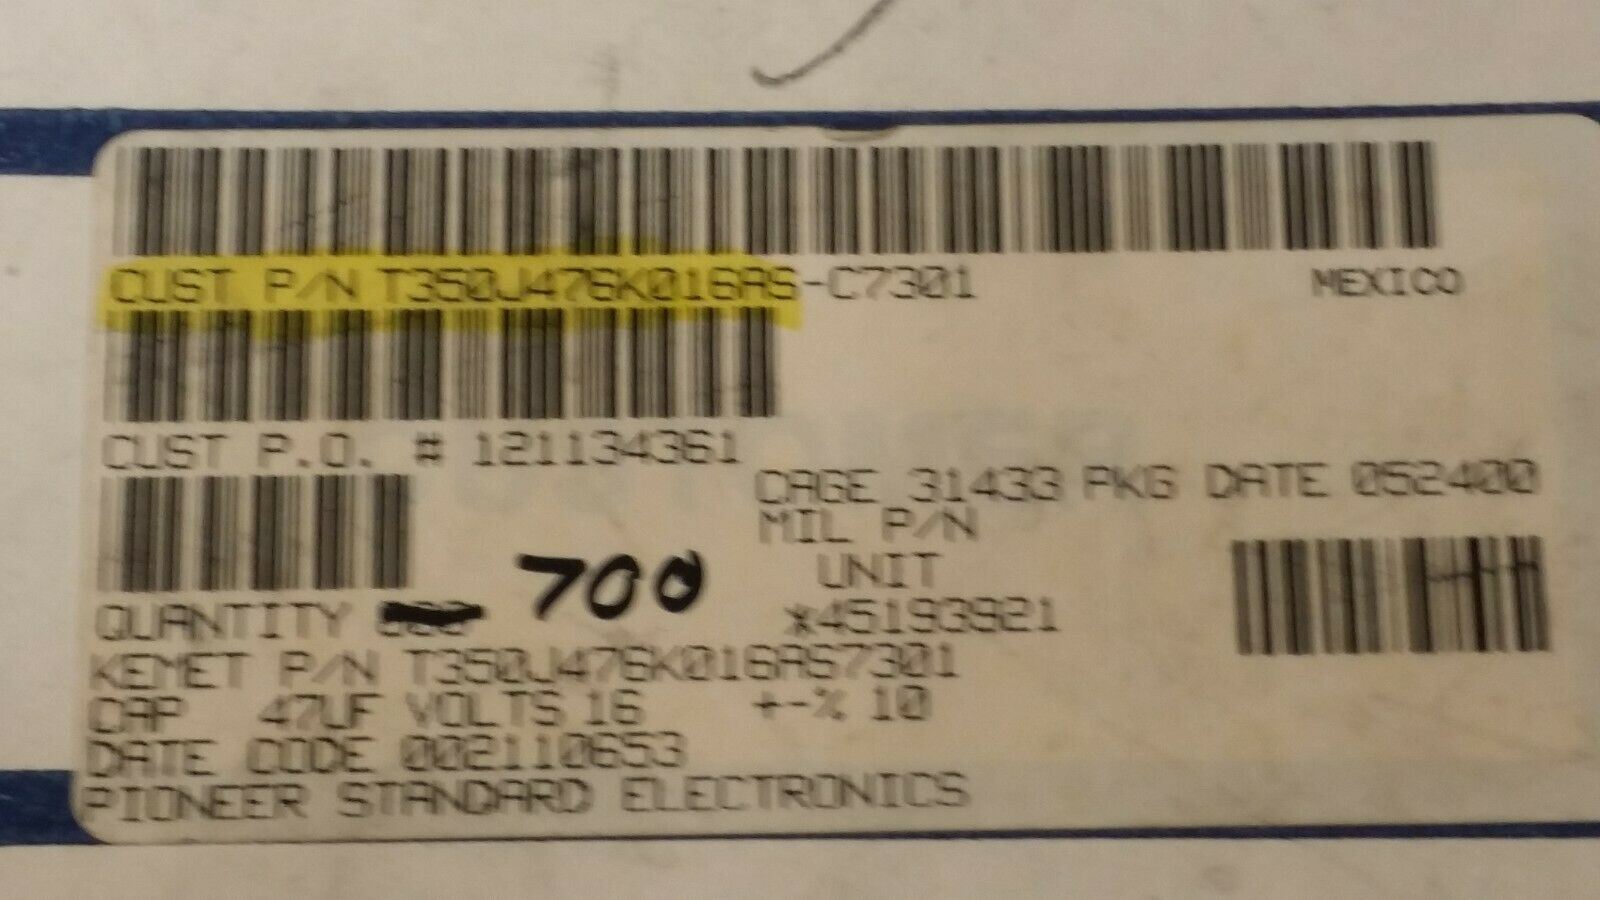 CUST P/N T350J476K016AS-C7301 MEXICO
CUST P.O. # 121134361
CAGE 31433 PKG DATE 052400
MIL P/N
UNIT
QUANTITY 700 *45193921
KEMET P/N T350J476K016AS7301
CAP 47UF VOLTS 16 +-% 10
DATE CODE 002110653
PIONEER STANDARD ELECTRONICS